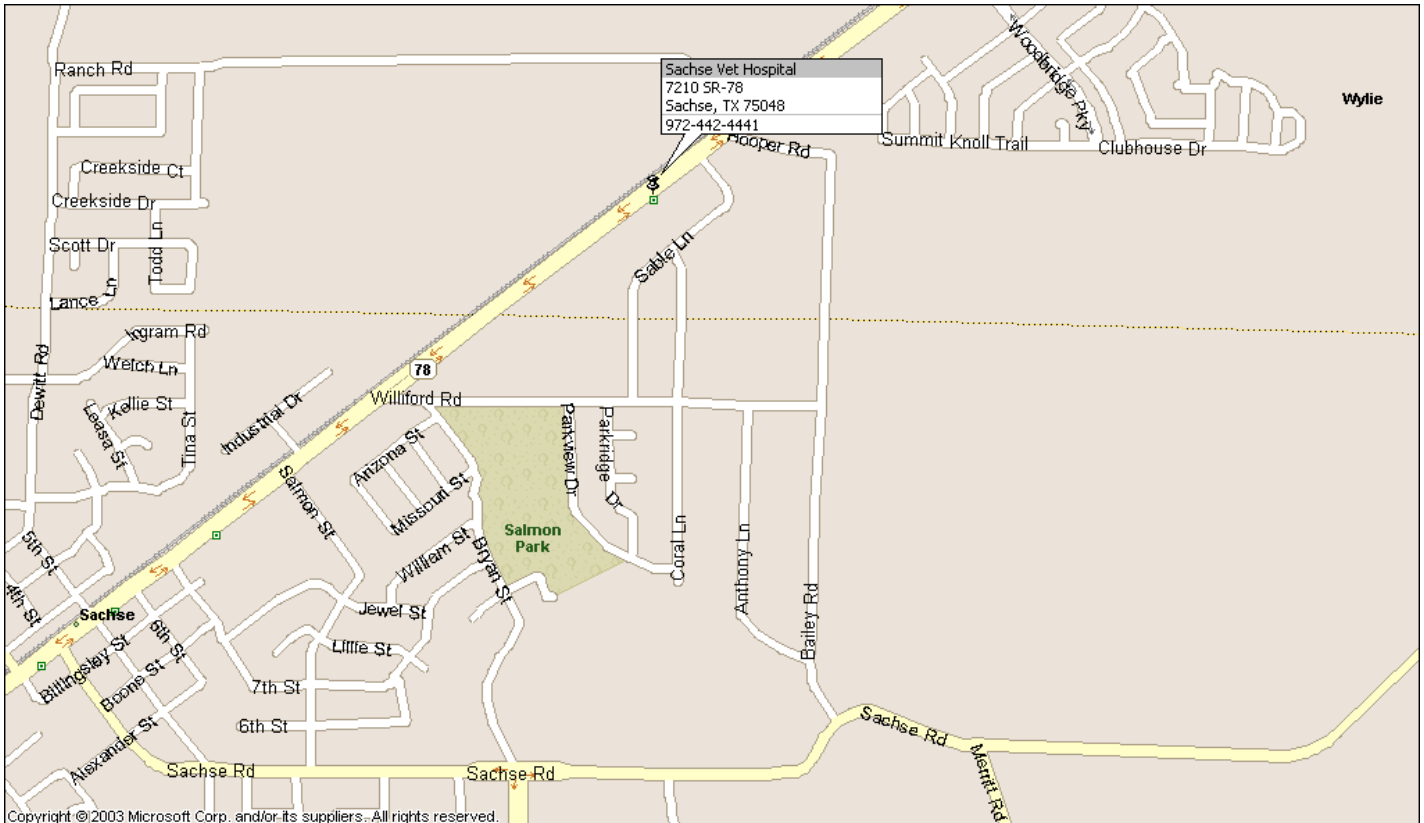 Ranch Rd
Woodbridge Pky
Sachse Vet Hospital
7210 SR-78
Sachse, TX 75048
972-442-4441
Wylie
Hooper Rd
Summit Knoll Trail
Clubhouse Dr
Creekside Ct
Creekside Dr
Todd Ln
Scott Dr
Sable Ln
Lance Ln
Ingram Rd
Welch Ln
Dewitt Rd
78
Williford Rd
Kellie St
Leasa St
Tina St
Industrial Dr
Parkview Dr
Parkridge Dr
Arizona St
Missouri St
Salmon St
Salmon
Park
William St
Bryan St
Coral Ln
Anthony Ln
Bailey Rd
5th St
4th St
Sachse
Jewel St
6th St
Lillie St
Billingsley St
Boone St
7th St
6th St
Alexander St
Sachse Rd
Sachse Rd
Sachse Rd
Merritt Rd
Copyright © 2003 Microsoft Corp. and/or its suppliers. All rights reserved.